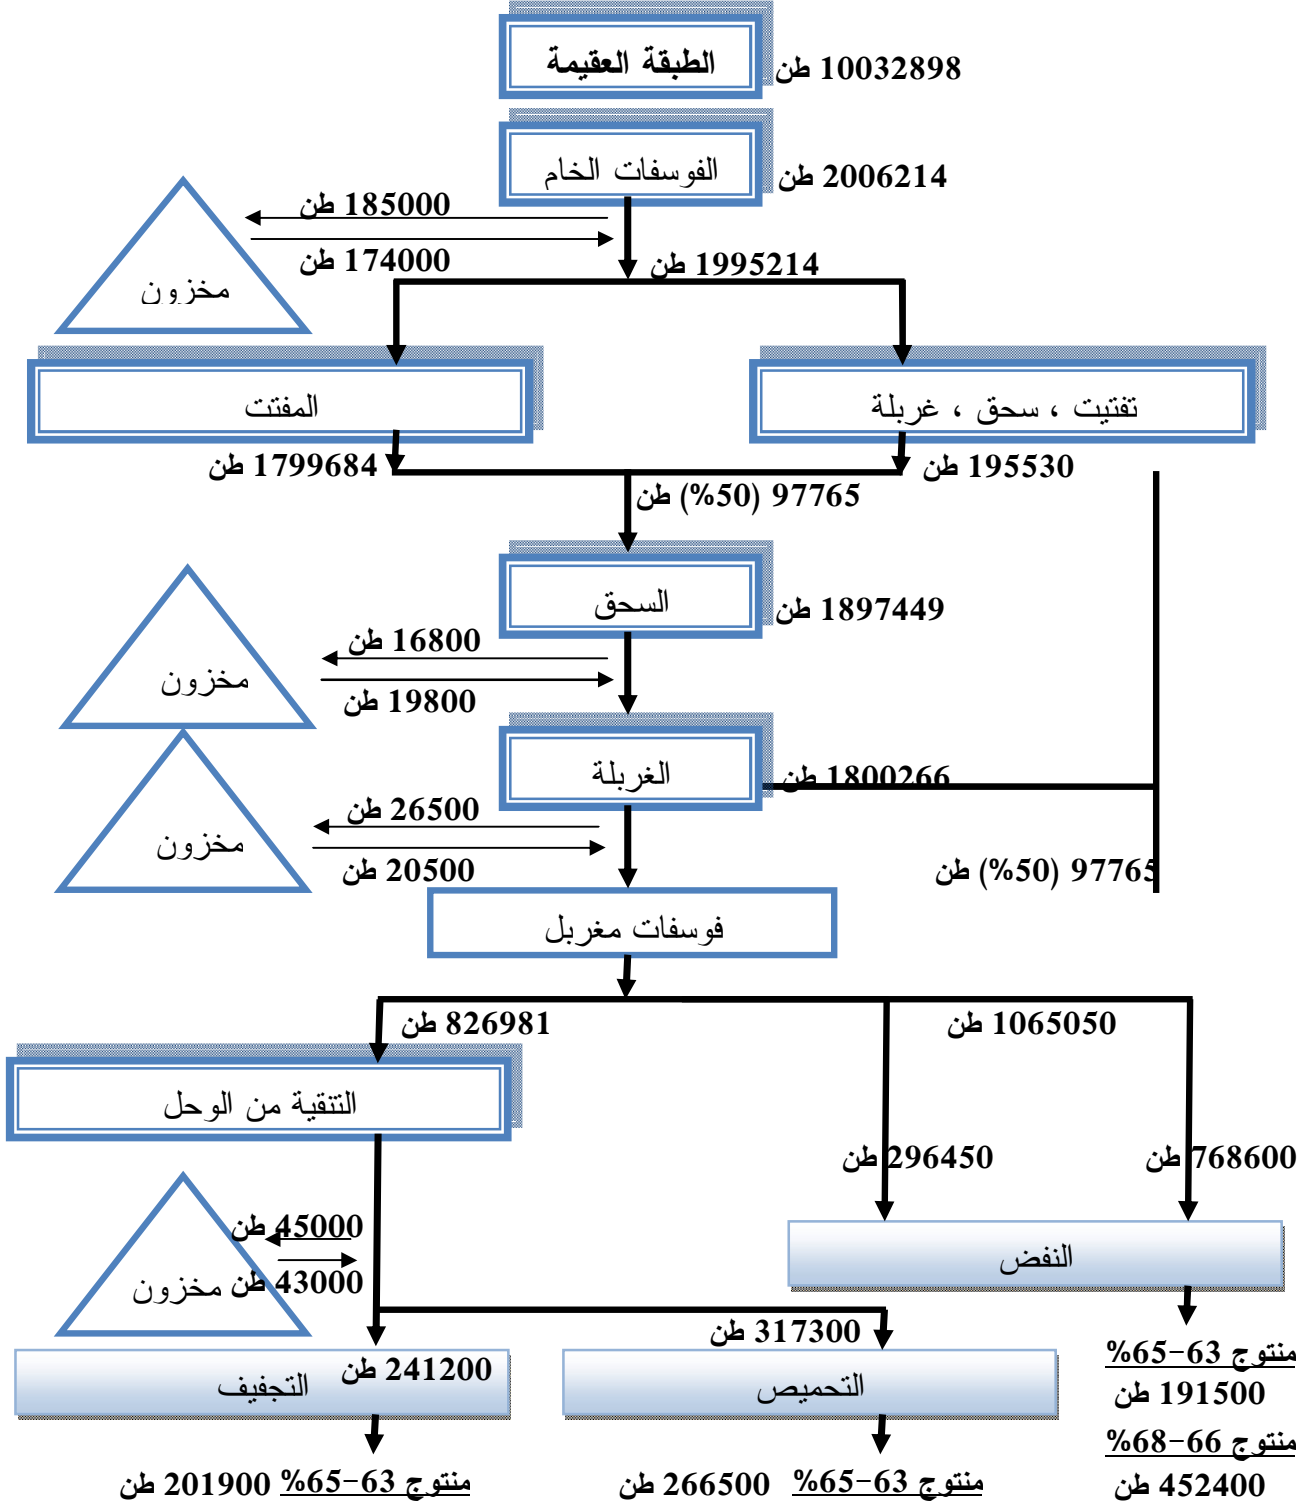 الطبقة العقيمة
10032898 طن
الفوسفات الخام
2006214 طن
185000 طن
174000 طن
1995214 طن
مخزون
تفتيت ، سحق ، غربلة
المفتت
195530 طن
1799684 طن
97765 (50%) طن
السحق
1897449 طن
16800 طن
19800 طن
مخزون
الغربلة
1800266 طن
26500 طن
20500 طن
مخزون
97765 (50%) طن
فوسفات مغربل
1065050 طن
826981 طن
التنقية من الوحل
768600 طن
296450 طن
45000 طن
43000 طن
مخزون
النفض
317300 طن
241200 طن
التجفيف
التحميص
منتوج 63-65%
191500 طن
منتوج 66-68%
452400 طن
منتوج 63-65% 266500 طن
منتوج 63-65% 201900 طن